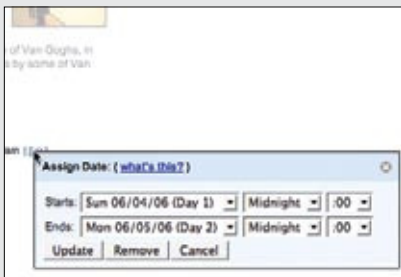 of Van Goghs, in
s by some of Van
am
Assign Date: ( what's this? )
Starts: Sun 06/04/06 (Day 1) Midnight :00
Ends: Mon 06/05/06 (Day 2) Midnight :00
Update Remove Cancel